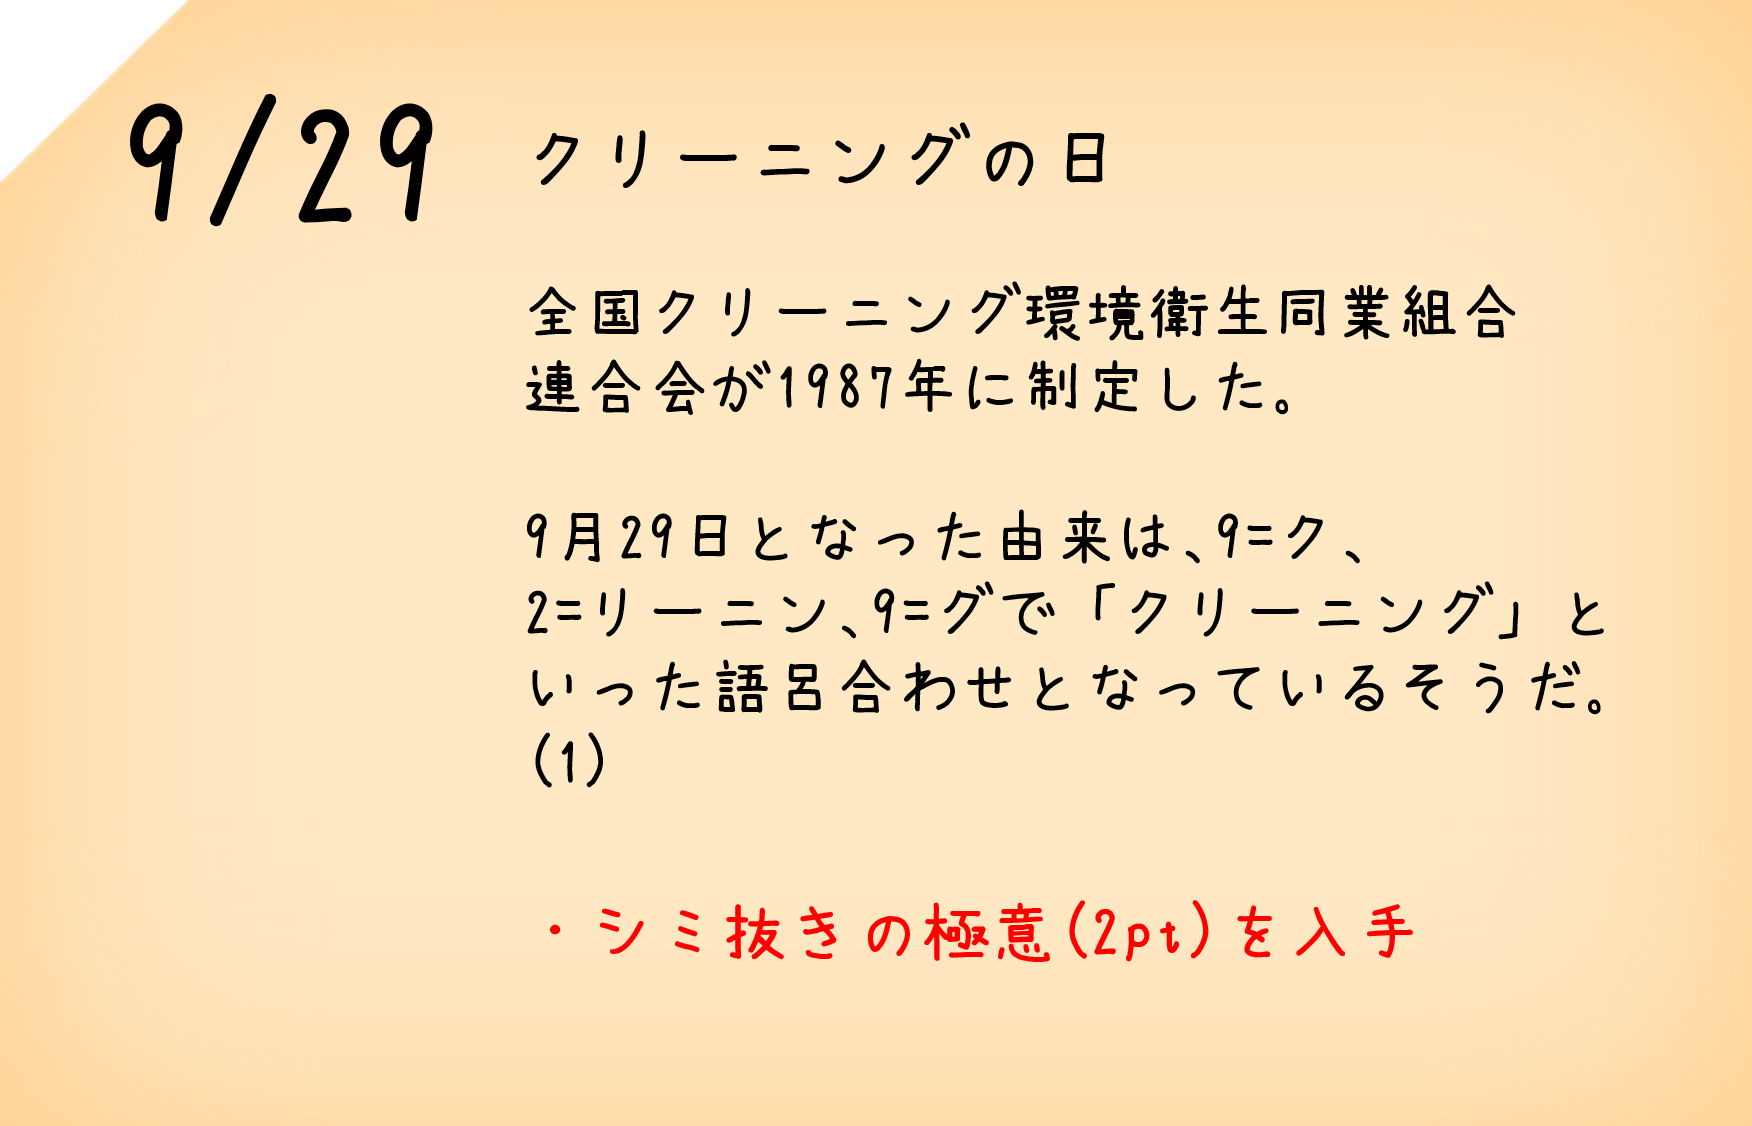 9/29 クリーニングの日
全国クリーニング環境衛生同業組合
連合会が1987年に制定した。
9月29日となった由来は、9=ク、
2=リーニン、9=グで「クリーニング」と
いった語呂合わせとなっているそうだ。
(1)
・シミ抜きの極意(2pt)を入手